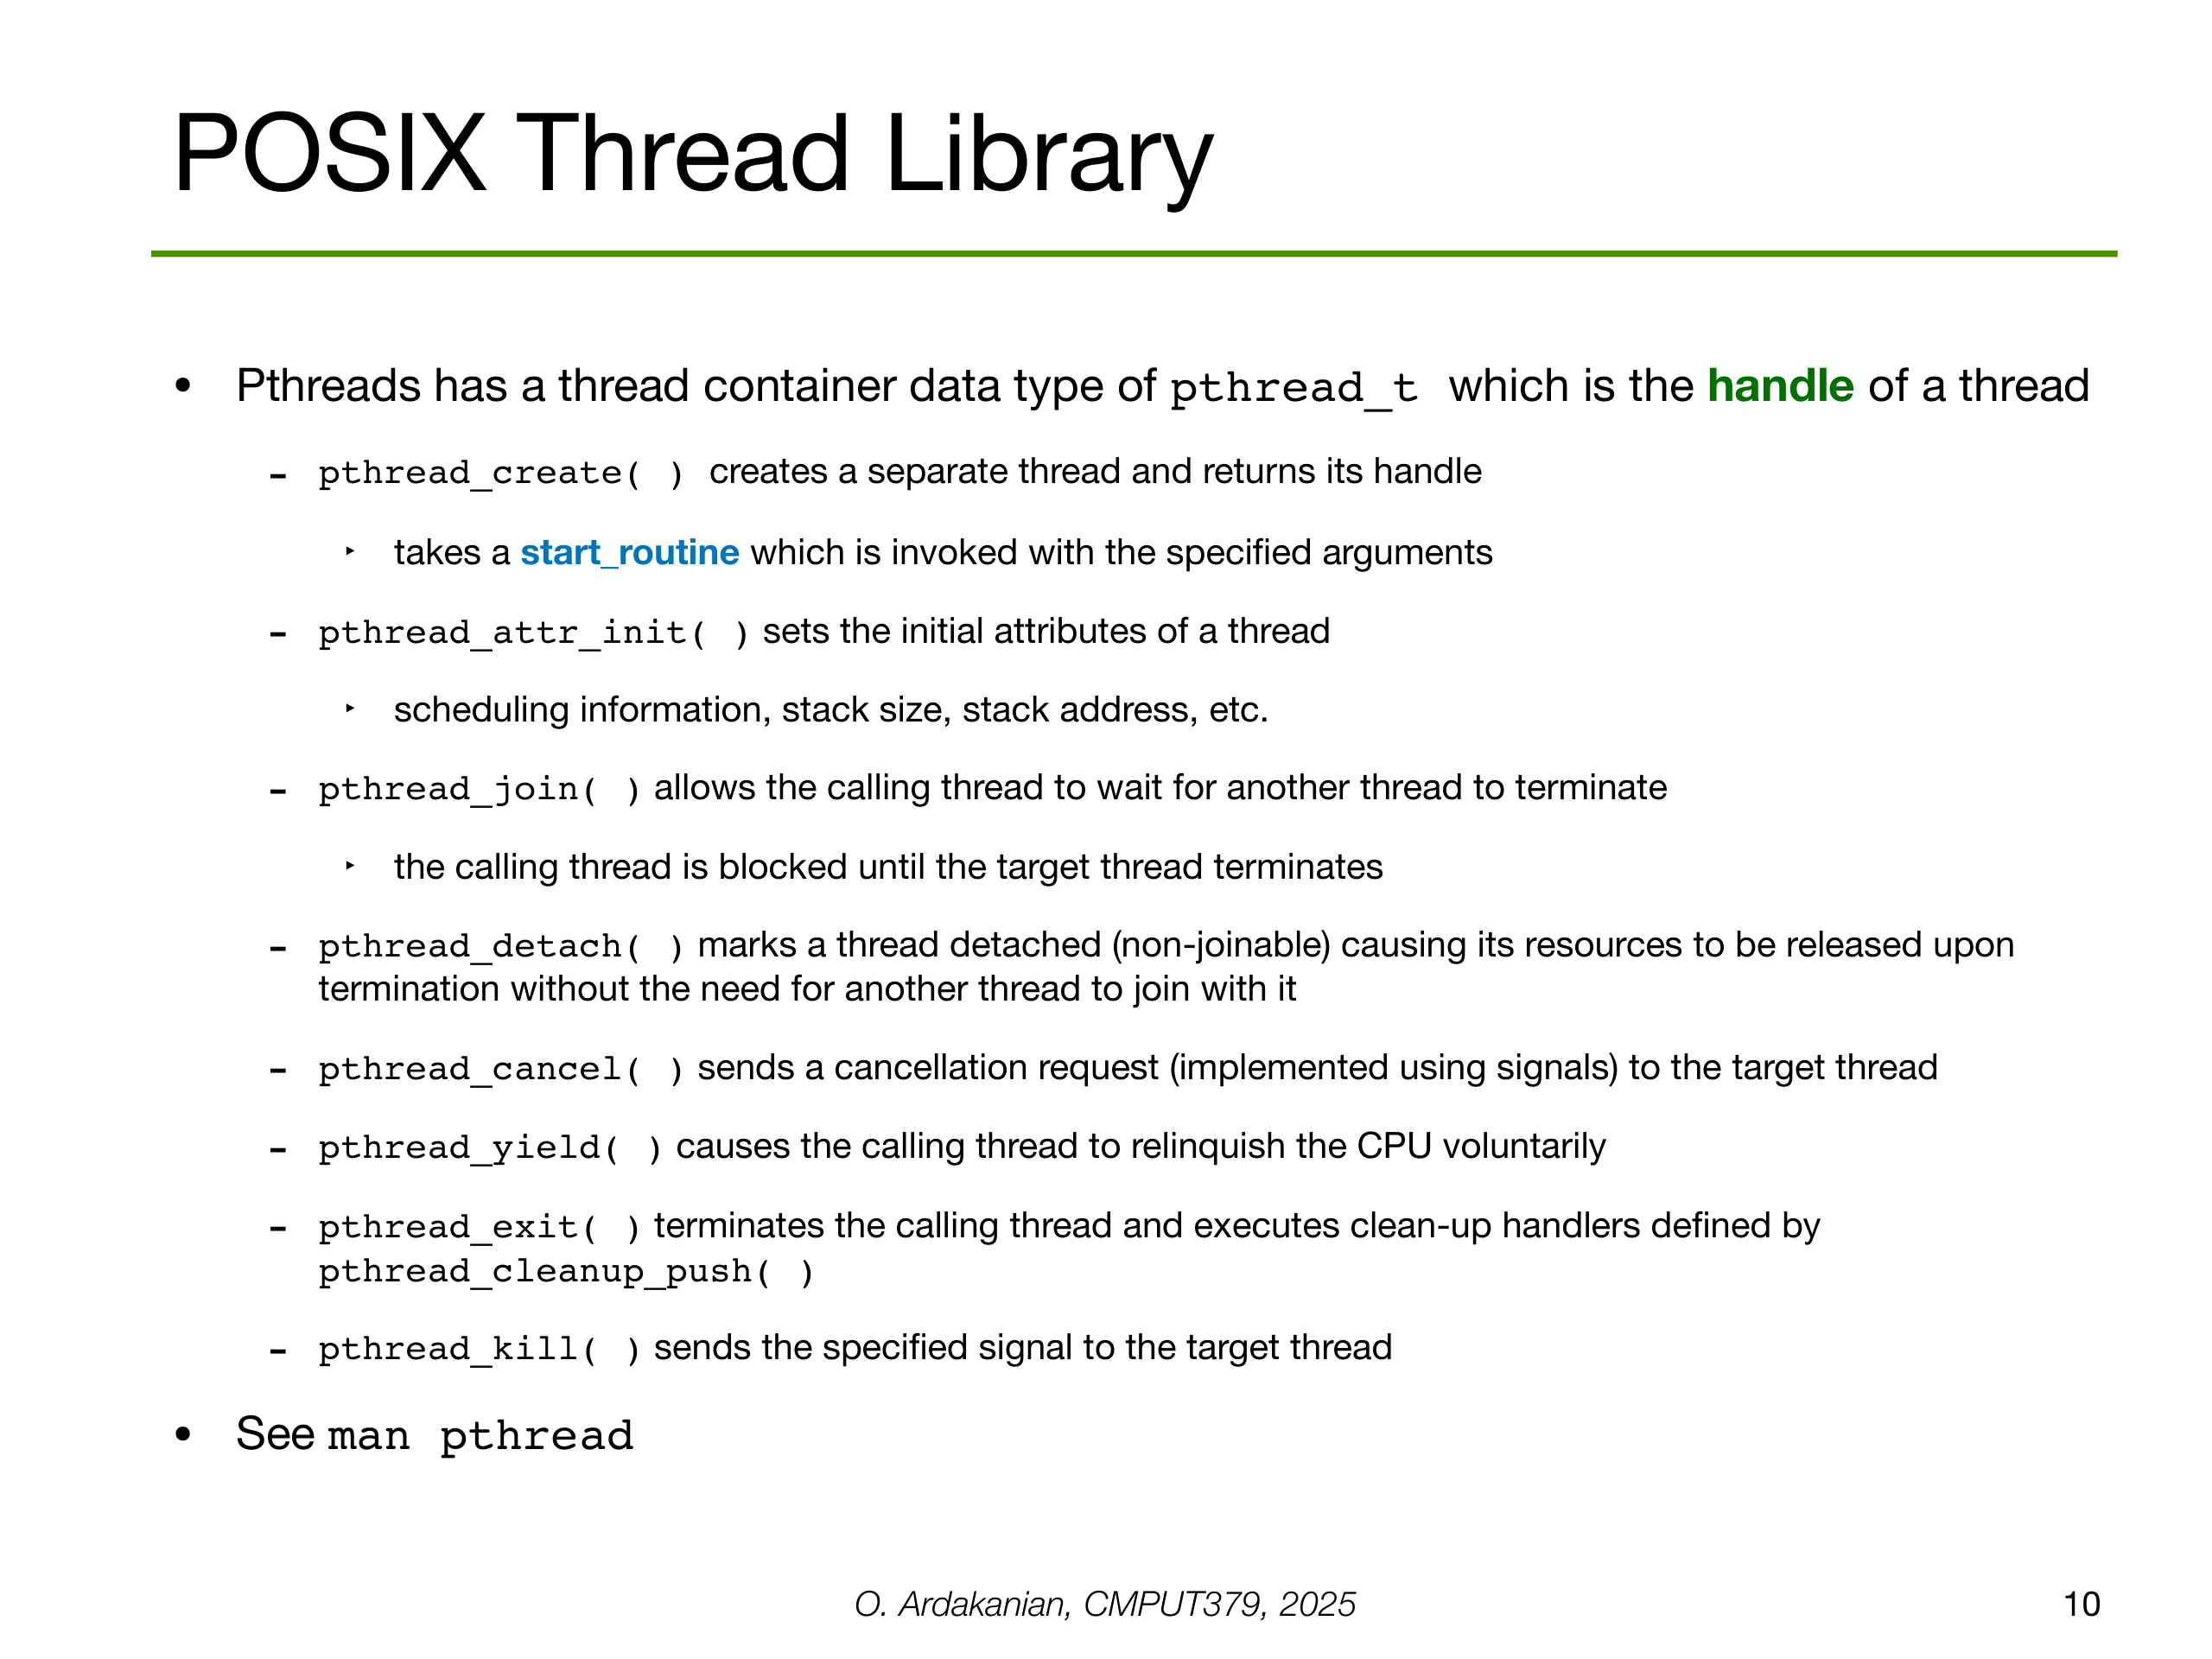 POSIX Thread Library
• Pthreads has a thread container data type of pthread_t which is the handle of a thread
- pthread_create( ) creates a separate thread and returns its handle
‣ takes a start_routine which is invoked with the specified arguments
- pthread_attr_init( ) sets the initial attributes of a thread
‣ scheduling information, stack size, stack address, etc.
- pthread_join( ) allows the calling thread to wait for another thread to terminate
‣ the calling thread is blocked until the target thread terminates
- pthread_detach( ) marks a thread detached (non-joinable) causing its resources to be released upon
termination without the need for another thread to join with it
- pthread_cancel( ) sends a cancellation request (implemented using signals) to the target thread
- pthread_yield( ) causes the calling thread to relinquish the CPU voluntarily
- pthread_exit( ) terminates the calling thread and executes clean-up handlers defined by
pthread_cleanup_push( )
- pthread_kill( ) sends the specified signal to the target thread
• See man pthread
O. Ardakanian, CMPUT379, 2025
10